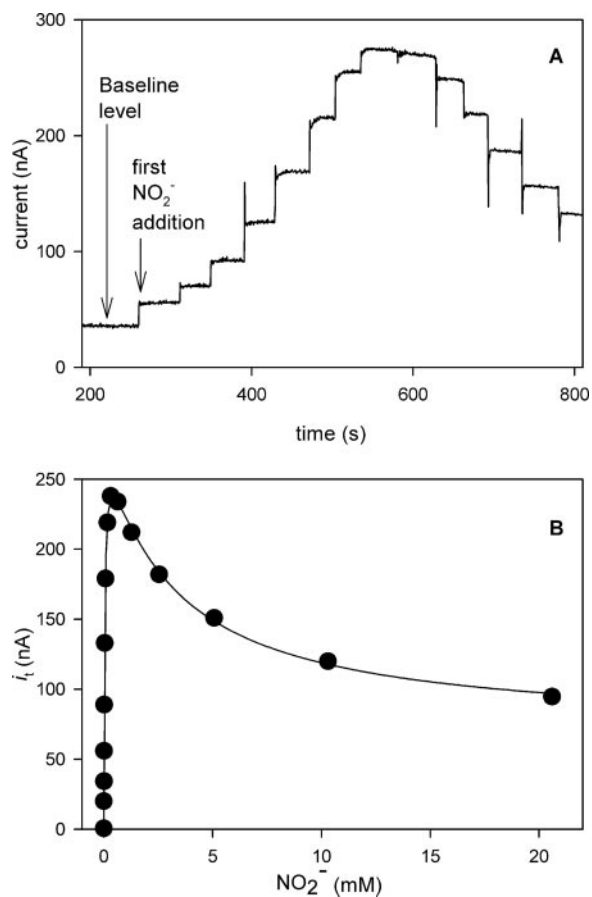 300
A
Baseline
level
first
NO₂⁻
addition
200
100
0
current (nA)
200 400 600 800
time (s)
250
B
200
150
100
50
0
iₜ (nA)
0 5 10 15 20
NO₂⁻ (mM)